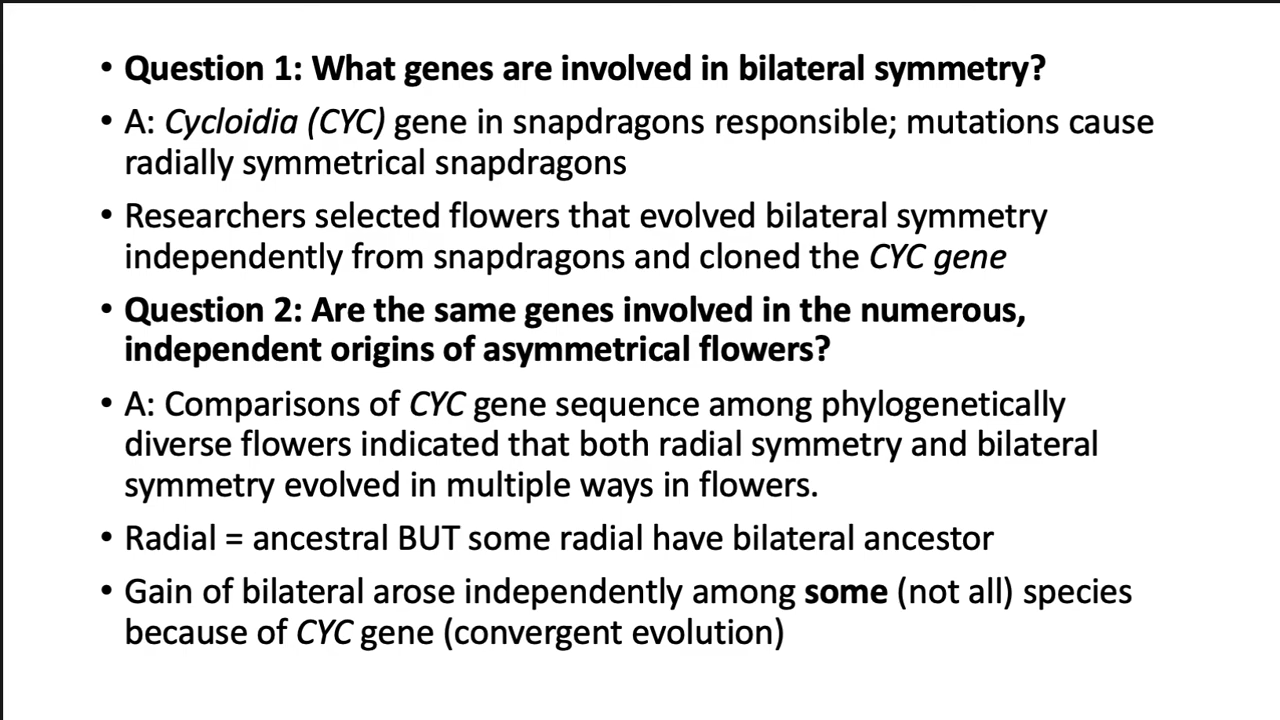 • Question 1: What genes are involved in bilateral symmetry?
• A: Cycloidia (CYC) gene in snapdragons responsible; mutations cause
radially symmetrical snapdragons
• Researchers selected flowers that evolved bilateral symmetry
independently from snapdragons and cloned the CYC gene
• Question 2: Are the same genes involved in the numerous,
independent origins of asymmetrical flowers?
• A: Comparisons of CYC gene sequence among phylogenetically
diverse flowers indicated that both radial symmetry and bilateral
symmetry evolved in multiple ways in flowers.
• Radial = ancestral BUT some radial have bilateral ancestor
• Gain of bilateral arose independently among some (not all) species
because of CYC gene (convergent evolution)